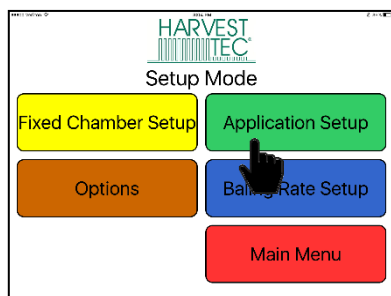 HARVEST
TEC
Setup Mode
Fixed Chamber Setup
Application Setup
Options
Baling Rate Setup
Main Menu